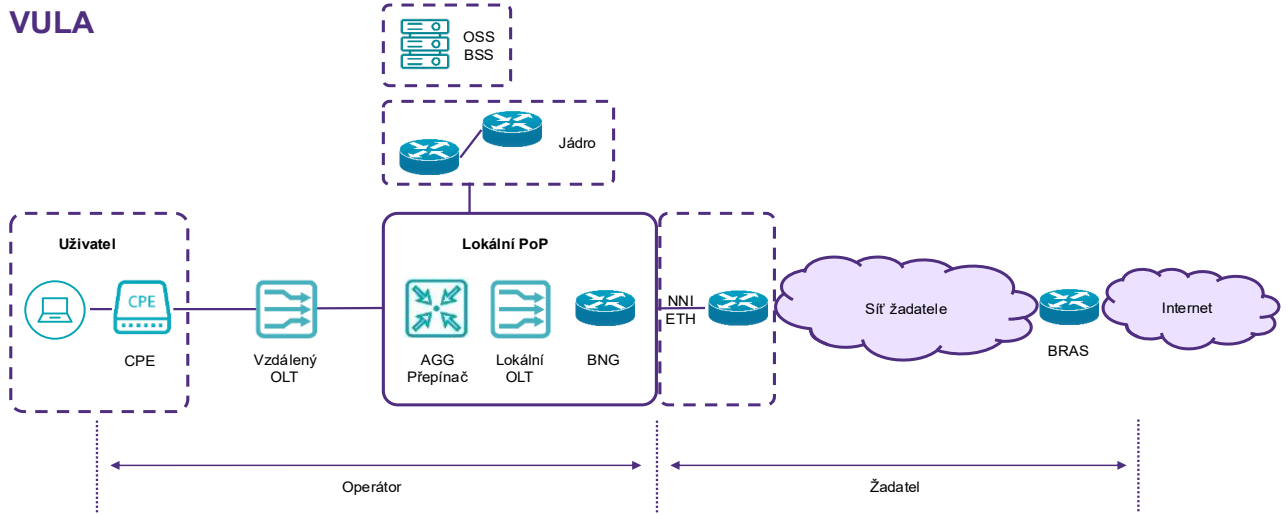 VULA
OSS
BSS
Jádro
Uživatel
Lokální PoP
CPE
NNI
ETH
Síť žadatele
Internet
CPE
Vzdálený
OLT
AGG
Přepínač
Lokální
OLT
BNG
BRAS
Operátor
Žadatel